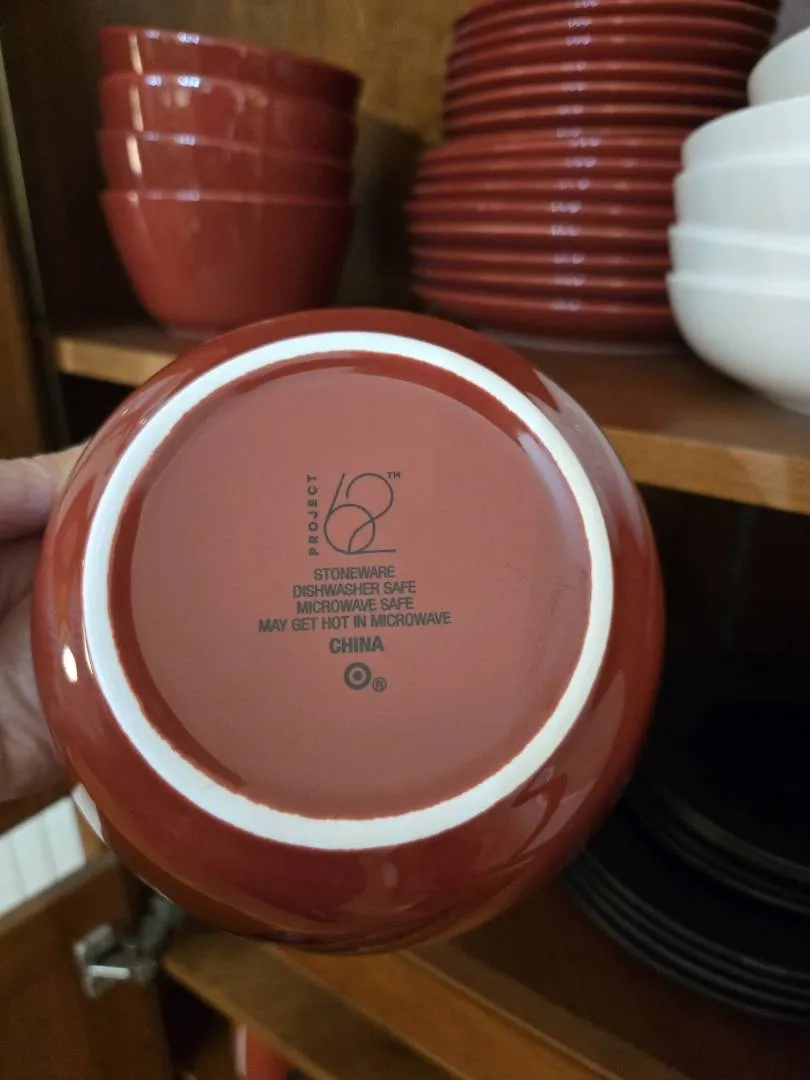 PROJECT 62™
STONEWARE
DISHWASHER SAFE
MICROWAVE SAFE
MAY GET HOT IN MICROWAVE
CHINA
®